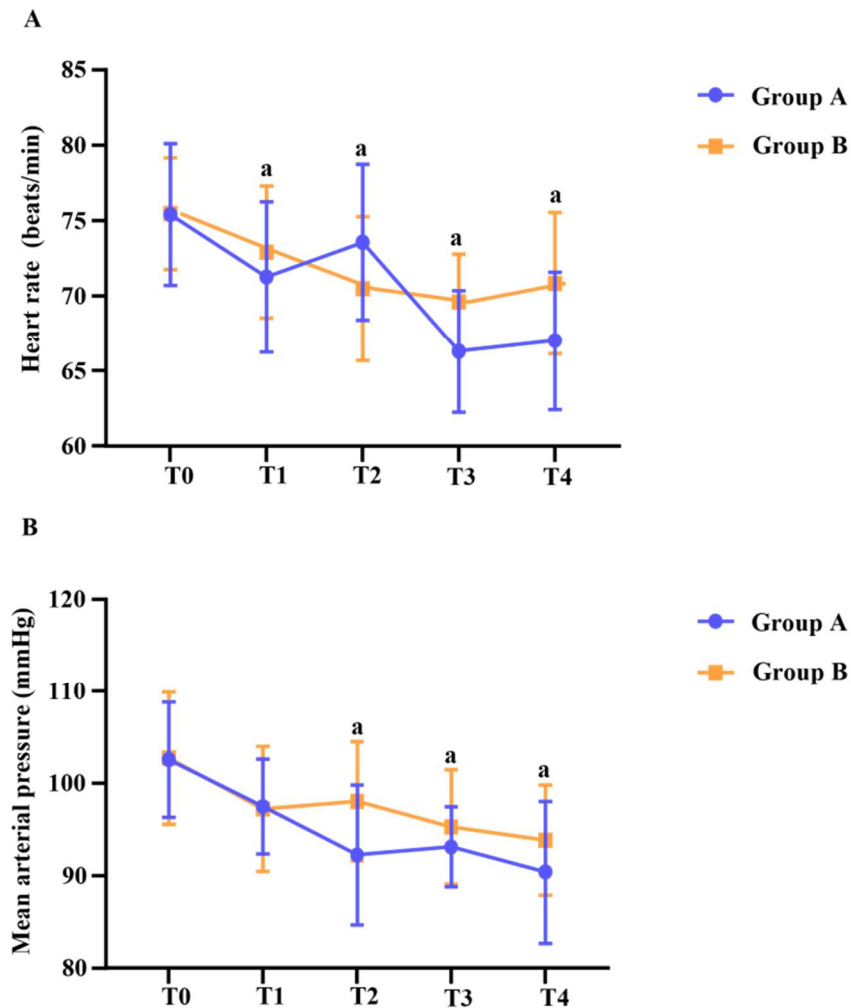 A
Heart rate (beats/min)
85
80
75
70
65
60
a
a
a
a
T0
T1
T2
T3
T4
Group A
Group B
B
Mean arterial pressure (mmHg)
120
110
100
90
80
a
a
a
T0
T1
T2
T3
T4
Group A
Group B